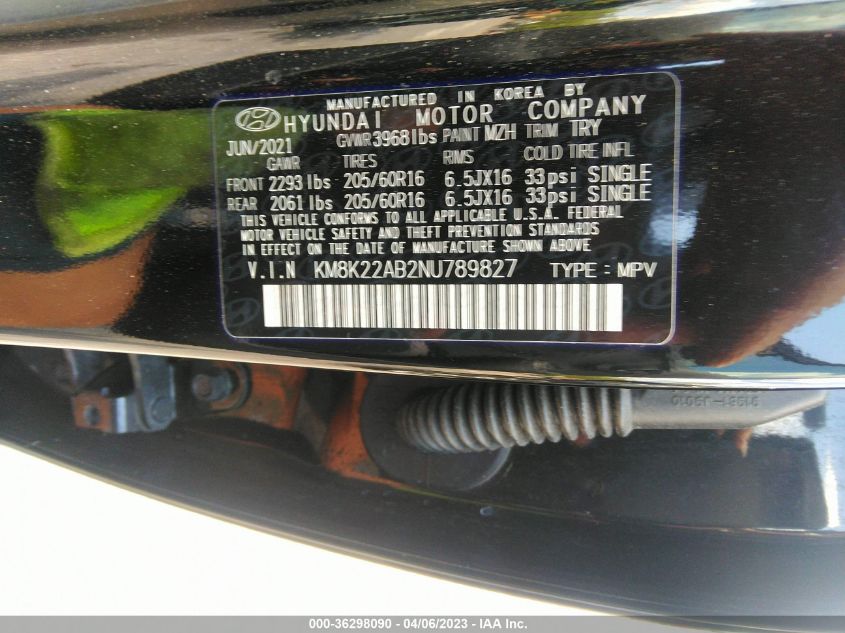 MANUFACTURED IN KOREA BY
HYUNDAI MOTOR COMPANY
JUN/2021 GVWR 3968lbs PAINT MZH TRIM TRY
GAWR TIRES RIMS COLD TIRE INFL
FRONT 2293 lbs 205/60R16 6.5JX16 33psi SINGLE
REAR 2061 lbs 205/60R16 6.5JX16 33psi SINGLE
THIS VEHICLE CONFORMS TO ALL APPLICABLE U.S.A. FEDERAL
MOTOR VEHICLE SAFETY AND THEFT PREVENTION STANDARDS
IN EFFECT ON THE DATE OF MANUFACTURE SHOWN ABOVE
V.I.N KM8K22AB2NU789827 TYPE : MPV
000-36298090 - 04/06/2023 - IAA Inc.